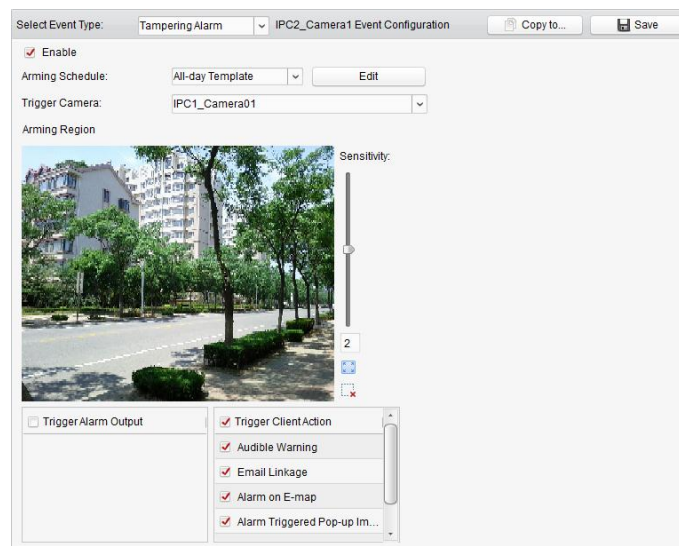 Select Event Type: Tampering Alarm IPC2_Camera1 Event Configuration Copy to... Save
Enable
Arming Schedule: All-day Template Edit
Trigger Camera: IPC1_Camera01
Arming Region
Sensitivity:
2
Trigger Alarm Output Trigger Client Action
Audible Warning
Email Linkage
Alarm on E-map
Alarm Triggered Pop-up Im...